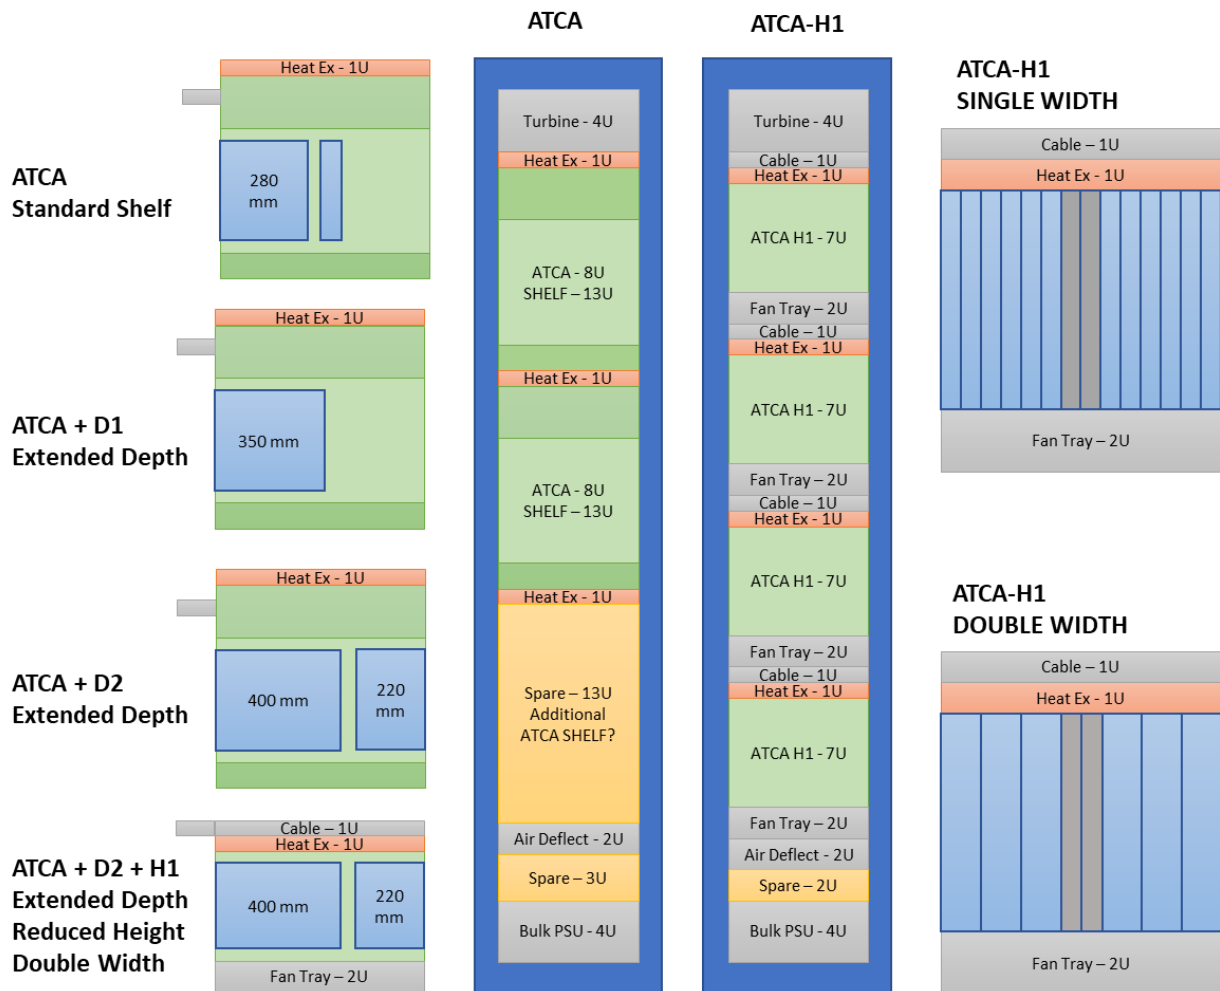 ATCA
Standard Shelf
Heat Ex - 1U
280
mm
ATCA + D1
Extended Depth
Heat Ex - 1U
350 mm
ATCA + D2
Extended Depth
Heat Ex - 1U
400 mm
220
mm
ATCA + D2 + H1
Extended Depth
Reduced Height
Double Width
Cable – 1U
Heat Ex - 1U
400 mm
220
mm
Fan Tray – 2U
ATCA
Turbine - 4U
Heat Ex - 1U
ATCA - 8U
SHELF – 13U
Heat Ex - 1U
ATCA - 8U
SHELF – 13U
Heat Ex - 1U
Spare – 13U
Additional
ATCA SHELF?
Air Deflect - 2U
Spare – 3U
Bulk PSU - 4U
ATCA-H1
Turbine - 4U
Cable – 1U
Heat Ex - 1U
ATCA H1 - 7U
Fan Tray – 2U
Cable – 1U
Heat Ex - 1U
ATCA H1 - 7U
Fan Tray – 2U
Cable – 1U
Heat Ex - 1U
ATCA H1 - 7U
Fan Tray – 2U
Cable – 1U
Heat Ex - 1U
ATCA H1 - 7U
Fan Tray – 2U
Air Deflect - 2U
Spare – 2U
Bulk PSU - 4U
ATCA-H1
SINGLE WIDTH
Cable – 1U
Heat Ex - 1U
Fan Tray – 2U
ATCA-H1
DOUBLE WIDTH
Cable – 1U
Heat Ex - 1U
Fan Tray – 2U